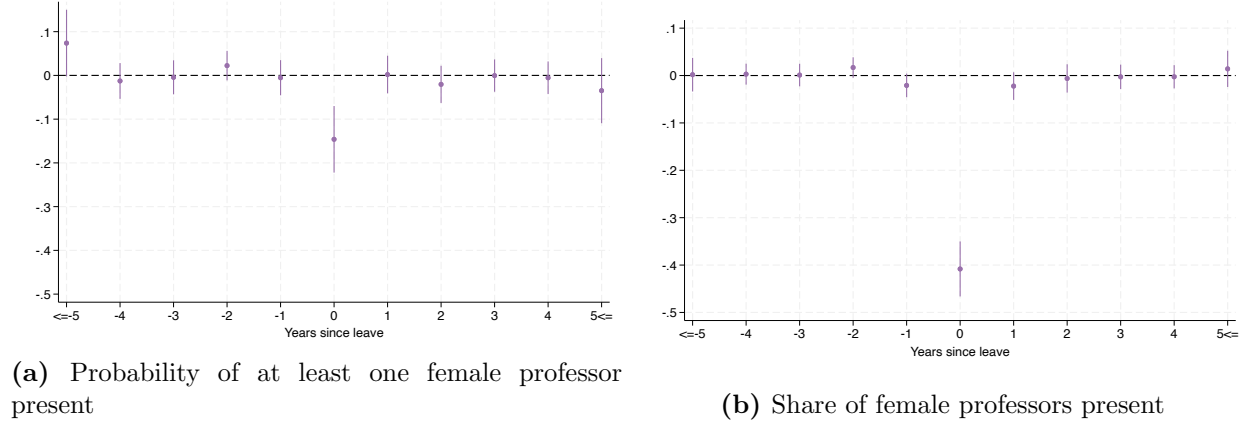 .1
0
-.1
-.2
-.3
-.4
-.5
<=-5 -4 -3 -2 -1 0 1 2 3 4 5<=
Years since leave
(a) Probability of at least one female professor
present
.1
0
-.1
-.2
-.3
-.4
-.5
<=-5 -4 -3 -2 -1 0 1 2 3 4 5<=
Years since leave
(b) Share of female professors present